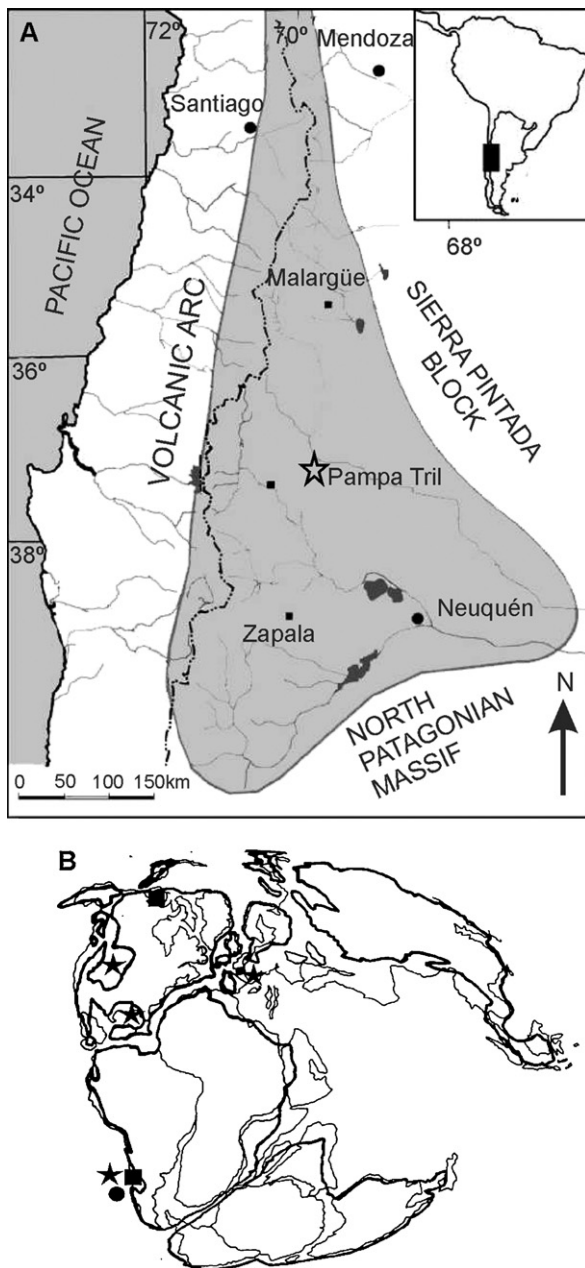 A
72º
70º
Mendoza
Santiago
PACIFIC OCEAN
34º
68º
Malargüe
SIERRA PINTADA
BLOCK
VOLCANIC ARC
36º
Pampa Tril
38º
Neuquén
Zapala
N
NORTH
PATAGONIAN
MASSIF
0 50 100 150km
B